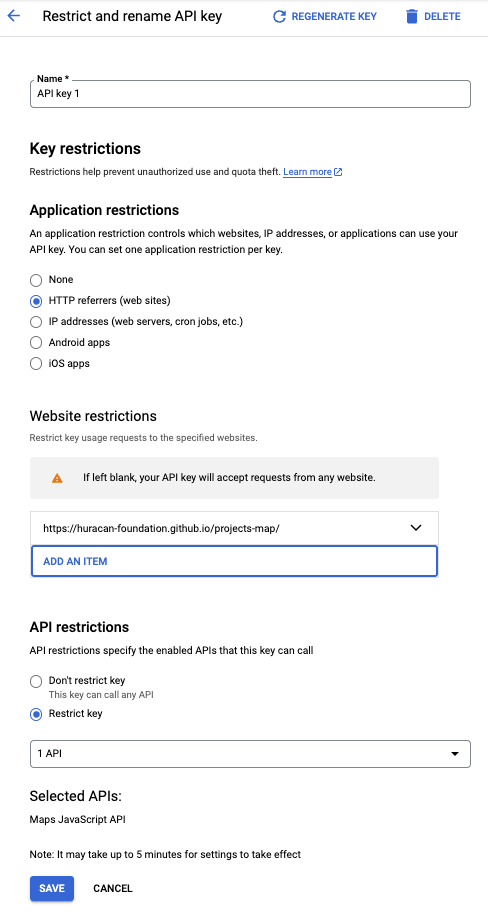 Restrict and rename API key
REGENERATE KEY
DELETE
Name *
API key 1
Key restrictions
Restrictions help prevent unauthorized use and quota theft. Learn more
Application restrictions
An application restriction controls which websites, IP addresses, or applications can use your
API key. You can set one application restriction per key.
None
HTTP referrers (web sites)
IP addresses (web servers, cron jobs, etc.)
Android apps
iOS apps
Website restrictions
Restrict key usage requests to the specified websites.
If left blank, your API key will accept requests from any website.
https://huracan-foundation.github.io/projects-map/
ADD AN ITEM
API restrictions
API restrictions specify the enabled APIs that this key can call
Don't restrict key
This key can call any API
Restrict key
1 API
Selected APIs:
Maps JavaScript API
Note: It may take up to 5 minutes for settings to take effect
SAVE
CANCEL